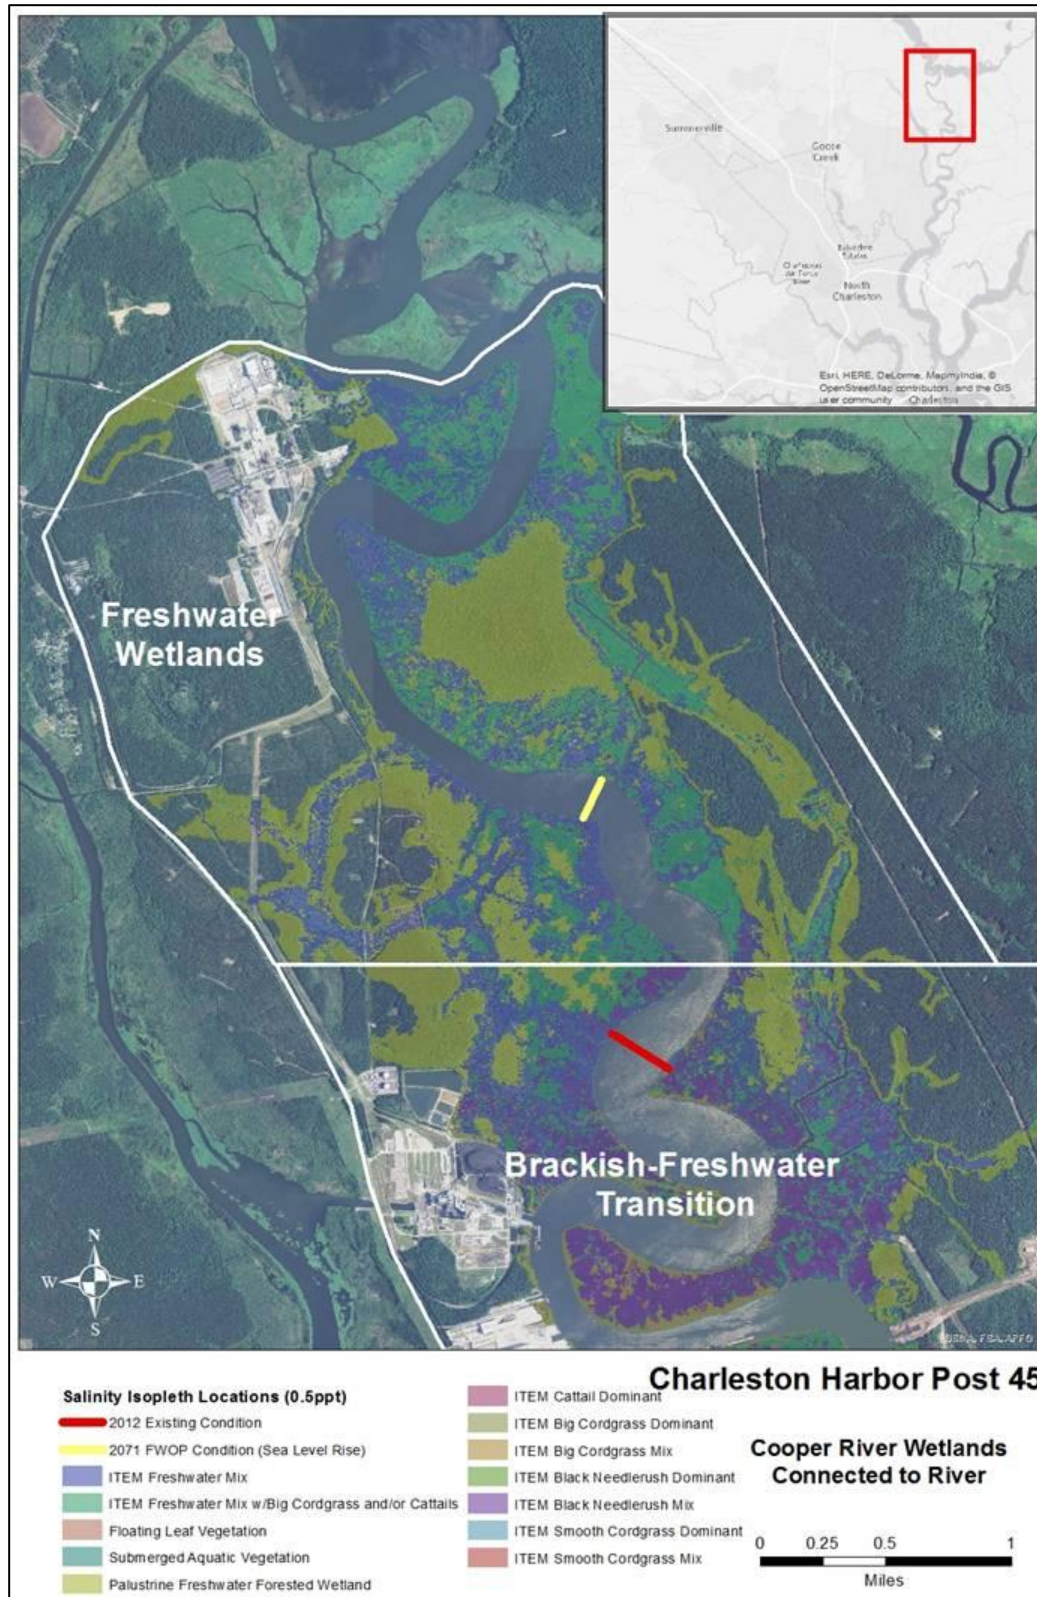 Summerville
Goose
Creek
North
Charleston
Esri, HERE, DeLorme, MapmyIndia, ©
OpenStreetMap contributors, and the GIS
user community
Charleston
Freshwater
Wetlands
Brackish-Freshwater
Transition
N
W
E
S
Charleston Harbor Post 45
Cooper River Wetlands
Connected to River
Salinity Isopleth Locations (0.5ppt)
2012 Existing Condition
2071 FWOP Condition (Sea Level Rise)
ITEM Freshwater Mix
ITEM Freshwater Mix w/Big Cordgrass and/or Cattails
Floating Leaf Vegetation
Submerged Aquatic Vegetation
Palustrine Freshwater Forested Wetland
ITEM Cattail Dominant
ITEM Big Cordgrass Dominant
ITEM Big Cordgrass Mix
ITEM Black Needlerush Dominant
ITEM Black Needlerush Mix
ITEM Smooth Cordgrass Dominant
ITEM Smooth Cordgrass Mix
0 0.25 0.5 1
Miles